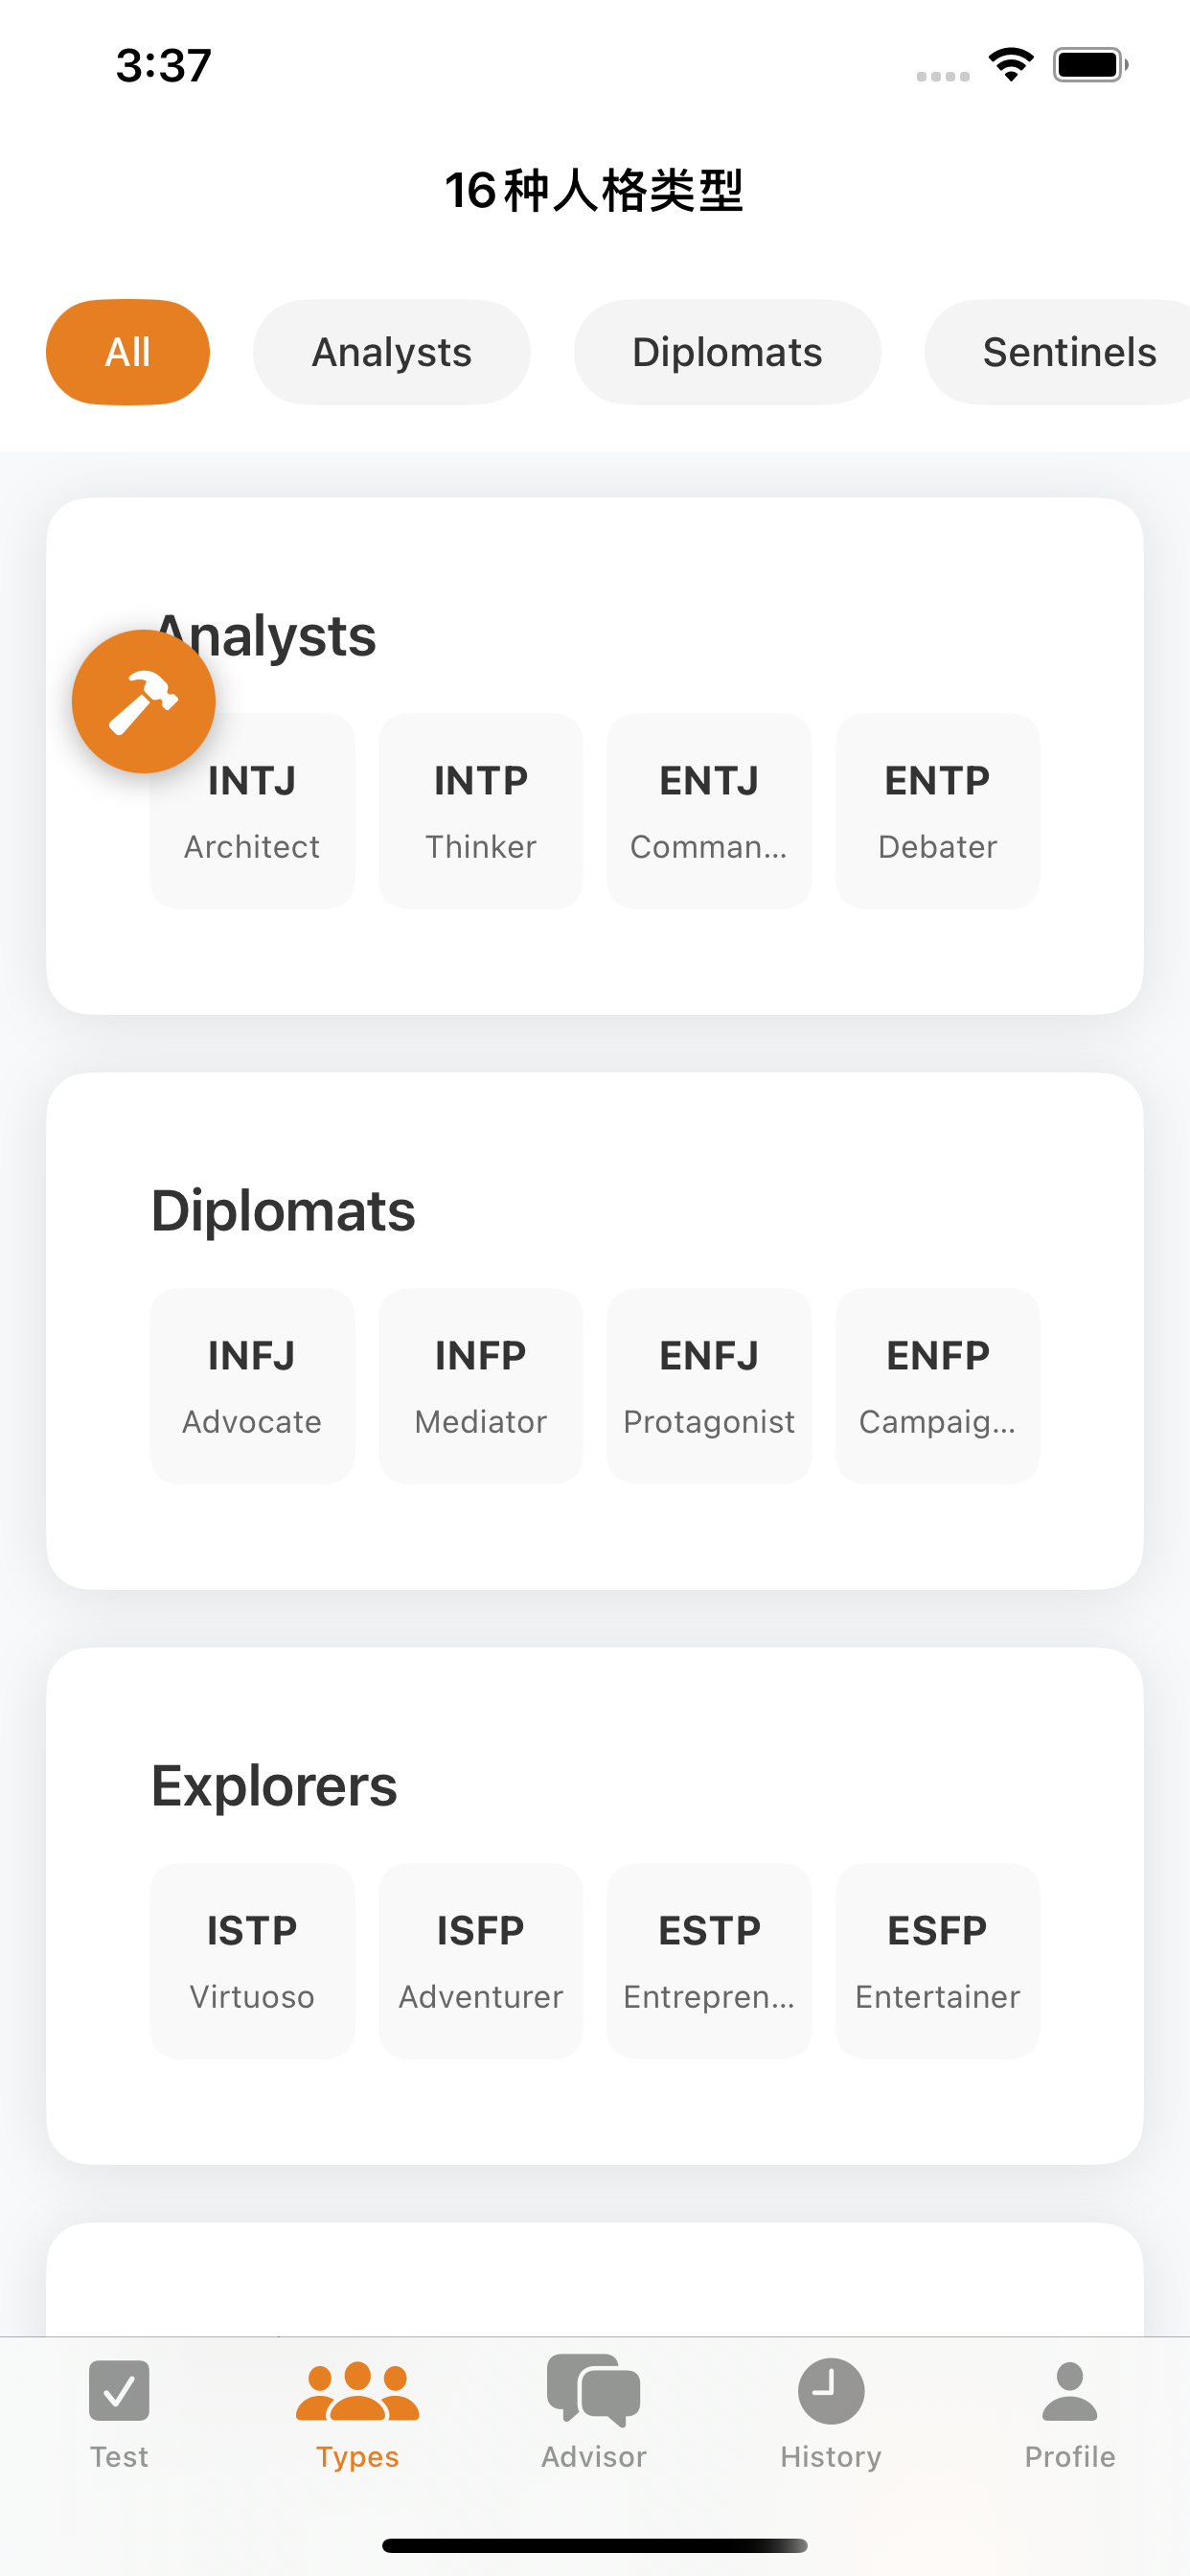 3:37
16种人格类型
All
Analysts
Diplomats
Sentinels
Analysts
INTJ
INTP
ENTJ
ENTP
Architect
Thinker
Comman...
Debater
Diplomats
INFJ
INFP
ENFJ
ENFP
Advocate
Mediator
Protagonist
Campaig...
Explorers
ISTP
ISFP
ESTP
ESFP
Virtuoso
Adventurer
Entrepren...
Entertainer
Test
Types
Advisor
History
Profile